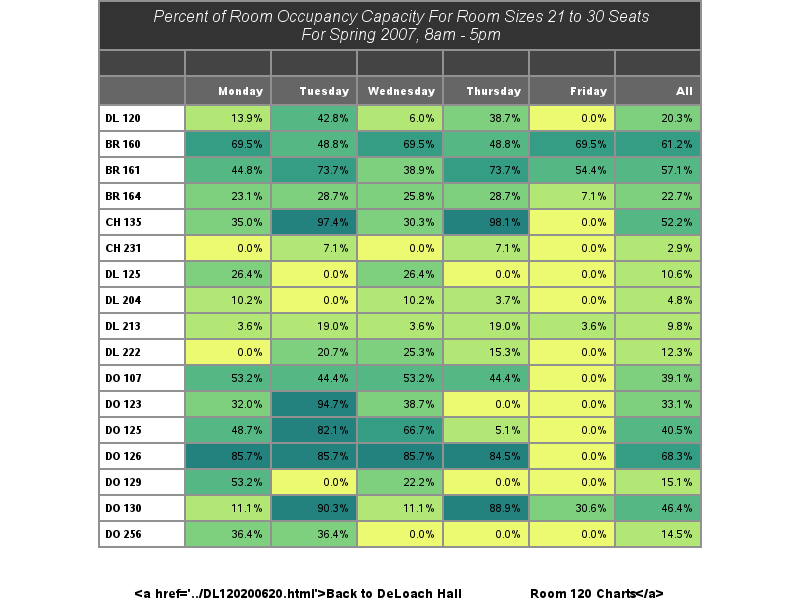 Percent of Room Occupancy Capacity For Room Sizes 21 to 30 Seats
For Spring 2007, 8am - 5pm
Monday Tuesday Wednesday Thursday Friday All
DL 120 13.9% 42.8% 6.0% 38.7% 0.0% 20.3%
BR 160 69.5% 48.8% 69.5% 48.8% 69.5% 61.2%
BR 161 44.8% 73.7% 38.9% 73.7% 54.4% 57.1%
BR 164 23.1% 28.7% 25.8% 28.7% 7.1% 22.7%
CH 135 35.0% 97.4% 30.3% 98.1% 0.0% 52.2%
CH 231 0.0% 7.1% 0.0% 7.1% 0.0% 2.9%
DL 125 26.4% 0.0% 26.4% 0.0% 0.0% 10.6%
DL 204 10.2% 0.0% 10.2% 3.7% 0.0% 4.8%
DL 213 3.6% 19.0% 3.6% 19.0% 3.6% 9.8%
DL 222 0.0% 20.7% 25.3% 15.3% 0.0% 12.3%
DO 107 53.2% 44.4% 53.2% 44.4% 0.0% 39.1%
DO 123 32.0% 94.7% 38.7% 0.0% 0.0% 33.1%
DO 125 48.7% 82.1% 66.7% 5.1% 0.0% 40.5%
DO 126 85.7% 85.7% 85.7% 84.5% 0.0% 68.3%
DO 129 53.2% 0.0% 22.2% 0.0% 0.0% 15.1%
DO 130 11.1% 90.3% 11.1% 88.9% 30.6% 46.4%
DO 256 36.4% 36.4% 0.0% 0.0% 0.0% 14.5%
<a href='../DL120200620.html'>Back to DeLoach Hall Room 120 Charts</a>